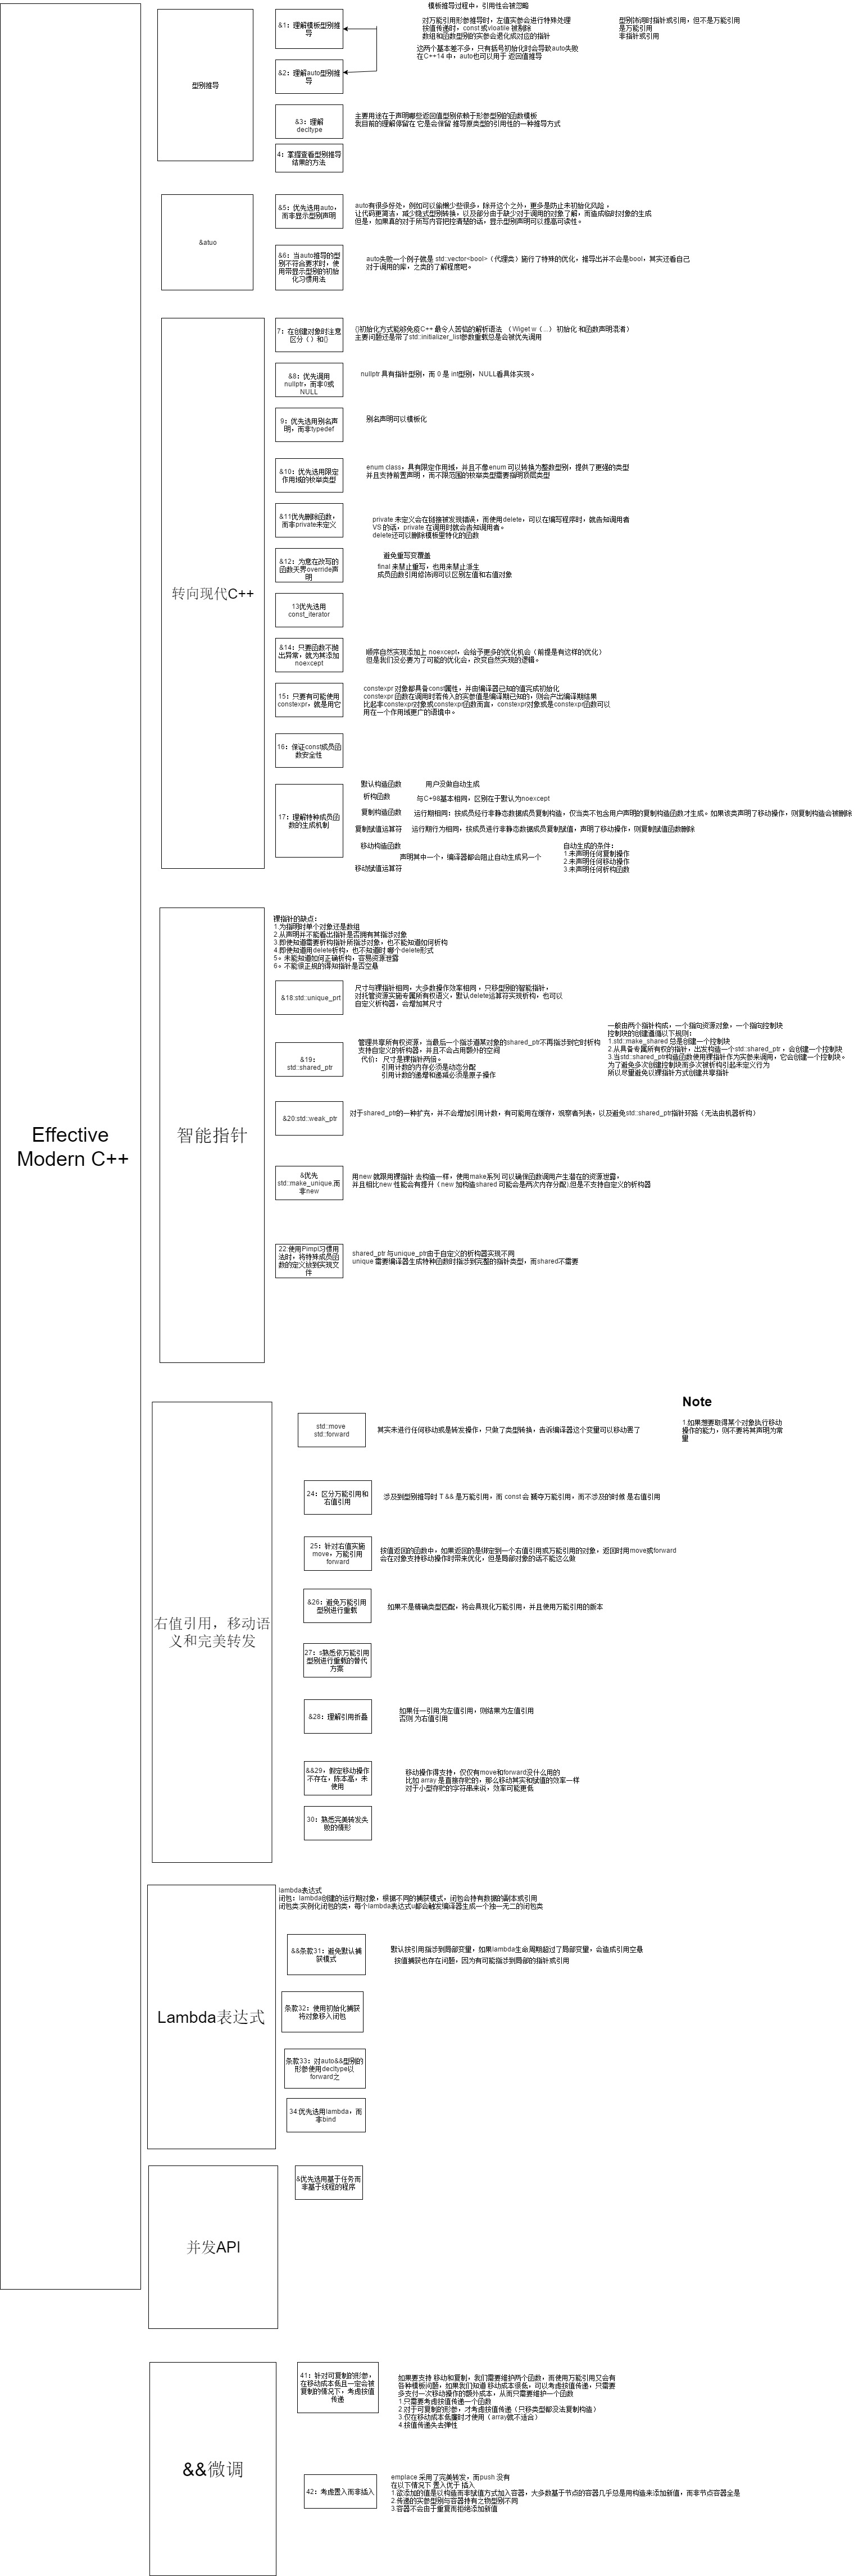 Effective
Modern C++
型别推导
&1：理解模板型别推
导
模板推导过程中，引用性会被忽略
对万能引用形参推导时，左值实参会进行特殊处理
按值传递时，const 或vloatile 被剔除
数组和函数型别的实参会退化成对应的指针
型别饰词时指针或引用，但不是万能引用
是万能引用
非指针或引用
&2：理解auto型别推
导
这两个基本差不多，只有括号初始化时会导致auto失败
在C++14 中，auto也可以用于 返回值推导
&3：理解
decltype
主要用途在于声明哪些返回值型别依赖于形参型别的函数模板
我目前的理解停留在 它是会保留 推导原类型的引用性的一种推导方式
4：掌握查看型别推导
结果的方法
&atuo
&5：优先选用auto，
而非显示型别声明
auto有很多好处，例如可以偷懒少些很多，除开这个之外，更多是防止未初始化风险，
让代码更简洁，减少隐式型别转换，以及部分由于缺少对于调用的对象了解，而造成临时对象的生成
但是，如果真的对于所写内容把控清楚的话，显示型别声明可以提高可读性。
&6：当auto推导的型
别不符合要求时，使
用带显示型别的初始
化习惯用法
auto失败一个例子就是 std::vector<bool>（代理类）施行了特殊的优化，推导出并不会是bool，其实还看自己
对于调用的库，之类的了解程度吧。
转向现代C++
7：在创建对象时注意
区分（）和{}
{}初始化方式能够免疫C++ 最令人苦恼的解析语法 （Wiget w（...） 初始化 和函数声明混淆）
主要问题还是带了std::initializer_list参数重载总是会被优先调用
&8：优先调用
nullptr，而非0或
NULL
nullptr 具有指针型别，而 0 是 int型别，NULL看具体实现。
9：优先选用别名声
明，而非typedef
别名声明可以模板化
&10：优先选用限定
作用域的枚举类型
enum class，具有限定作用域，并且不像enum 可以转换为整数型别，提供了更强的类型
并且支持前置声明 ，而不限范围的枚举类型需要指明顶层类型
&11优先删除函数，
而非private未定义
private 未定义会在链接被发现错误，而使用delete，可以在编写程序时，就告知调用者
VS 的话，private 在调用时就会告知调用者。
delete还可以删除模板里特化的函数
&12：为意在改写的
函数天界override声
明
避免重写变覆盖
final 来禁止重写，也用来禁止派生
成员函数引用修饰词可以区别左值和右值对象
13优先选用
const_iterator
&14：只要函数不抛
出异常，就为其添加
noexcept
顺序自然实现添加上 noexcept，会给予更多的优化机会（前提是有这样的优化）
但是我们没必要为了可能的优化会，改变自然实现的逻辑。
15：只要有可能使用
constexpr，就是用它
constexpr 对象都具备const属性，并由编译器已知的值完成初始化
constexpr 函数在调用时若传入的实参值是编译期已知的，则会产出编译期结果
比起非constexpr对象或constexpr函数而言，constexpr对象或是constexpr函数可以
用在一个作用域更广的语境中。
16：保证const成员函
数安全性
17：理解特种成员函
数的生成机制
默认构造函数 用户没做自动生成
析构函数 与C+98基本相同，区别在于默认为noexcept
复制构造函数 运行期相同：按成员经行非静态数据成员复制构造，仅当类不包含用户声明的复制构造函数才生成。如果该类声明了移动操作，则复制构造会被删除
复制赋值运算符 运行期行为相同，按成员进行非静态数据成员复制赋值，声明了移动操作，则复制赋值函数删除
移动构造函数
声明其中一个，编译器都会阻止自动生成另一个
移动赋值运算符
自动生成的条件：
1.未声明任何复制操作
2.未声明任何移动操作
3.未声明任何析构函数
智能指针
裸指针的缺点：
1.为指明时单个对象还是数组
2.从声明并不能看出指针是否拥有其指涉对象
3.即使知道需要析构指针所指涉对象，也不能知道如何析构
4.即使知道用delete析构，也不知道时 哪个delete形式
5。未能知道如何正确析构，容易资源泄露
6。不能很正规的得知指针是否空悬
&18:std::unique_prt
尺寸与裸指针相同，大多数操作效率相同 ，只移型别的智能指针，
对托管资源实施专属所有权语义，默认delete运算符实现析构，也可以
自定义析构器，会增加其尺寸
&19：
std::shared_ptr
管理共享所有权资源，当最后一个指涉道某对象的shared_ptr不再指涉到它时析构
支持自定义的析构器，并且不会占用额外的空间
代价： 尺寸是裸指针两倍。
引用计数的内存必须是动态分配
引用计数的递增和递减必须是原子操作
一般由两个指针构成，一个指向资源对象，一个指向控制块
控制块的创建遵循以下规则：
1.std::make_shared 总是创建一个控制块
2.从具备专属所有权的指针，出发构造一个std::shared_ptr ，会创建一个控制块
3.当std::shared_ptr构造函数使用裸指针作为实参来调用，它会创建一个控制块。
为了避免多次创建控制块而多次被析构引起未定义行为
所以尽量避免以裸指针方式创建共享指针
&20:std::weak_ptr
对于shared_ptr的一种扩充，并不会增加引用计数，有可能用在缓存，观察者列表，以及避免std::shared_ptr指针环路（无法由机器析构）
&优先
std::make_unique,而
非new
用new 就跟用裸指针 去构造一样，使用make系列 可以确保函数调用产生潜在的资源泄露，
并且相比new 性能会有提升（ new 加构造shared 可能会是两次内存分配),但是不支持自定义的析构器
22:使用Pimpl习惯用
法时，将特殊成员函
数的定义放到实现文
件
shared_ptr 与unique_ptr由于自定义的析构器实现不同
unique 需要编译器生成特种函数时指涉到完整的指针类型，而shared不需要
右值引用，移动语
义和完美转发
std::move
std::forward
其实未进行任何移动或是转发操作，只做了类型转换，告诉编译器这个变量可以移动罢了
Note
1.如果想要取得某个对象执行移动
操作的能力，则不要将其声明为常
量
24：区分万能引用和
右值引用
涉及到型别推导时 T && 是万能引用，而 const 会 褫夺万能引用，而不涉及的时候 是右值引用
25：针对右值实施
move，万能引用
forward
按值返回的函数中，如果返回的是绑定到一个右值引用或万能引用的对象，返回时用move或forward
会在对象支持移动操作时带来优化，但是局部对象的话不能这么做
&26：避免万能引用
型别进行重载
如果不是精确类型匹配，将会具现化万能引用，并且使用万能引用的版本
27：s熟悉依万能引用
型别进行重载的替代
方案
&28：理解引用折叠
如果任一引用为左值引用，则结果为左值引用
否则 为右值引用
&&29，假定移动操作
不存在，陈本高，未
使用
移动操作得支持，仅仅有move和forward没什么用的
比如 array 是直接存贮的，那么移动其实和赋值的效率一样
对于小型存贮的字符串来说，效率可能更低
30：熟悉完美转发失
败的情形
Lambda表达式
lambda表达式
闭包：lambda创建的运行期对象，根据不同的捕获模式，闭包会持有数据的副本或引用
闭包类:实例化闭包的类，每个lambda表达式u都会触发编译器生成一个独一无二的闭包类
&&条款31：避免默认捕
获模式
默认按引用指涉到局部变量，如果lambda生命周期超过了局部变量，会造成引用空悬
按值捕获也存在问题，因为有可能指涉到局部的指针或引用
条款32：使用初始化捕获
将对象移入闭包
条款33：对auto&&型别的
形参使用decltype以
forward之
34:优先选用lambda，而
非bind
并发API
&优先选用基于任务而
非基于线程的程序
&&微调
41：针对可复制的形参，
在移动成本低且一定会被
复制的情况下，考虑按值
传递
如果要支持 移动和复制，我们需要维护两个函数，而使用万能引用又会有
各种模板问题，如果我们知道 移动成本很低，可以考虑按值传递，只需要
多支付一次移动操作的额外成本，从而只需要维护一个函数
1.只需要考虑按值传递一个函数
2.对于可复制的形参，才考虑按值传递（只移类型都没法复制构造）
3.仅在移动成本低廉时才使用（ array就不适合）
4.按值传递失去弹性
42：考虑置入而非插入
emplace 采用了完美转发，而push 没有
在以下情况下 置入优于 插入
1.欲添加的值是以构造而非赋值方式加入容器，大多数基于节点的容器几乎总是用构造来添加新值，而非节点容器全是
2.传递的实参型别与容器持有之物型别不同
3.容器不会由于重复而拒绝添加新值